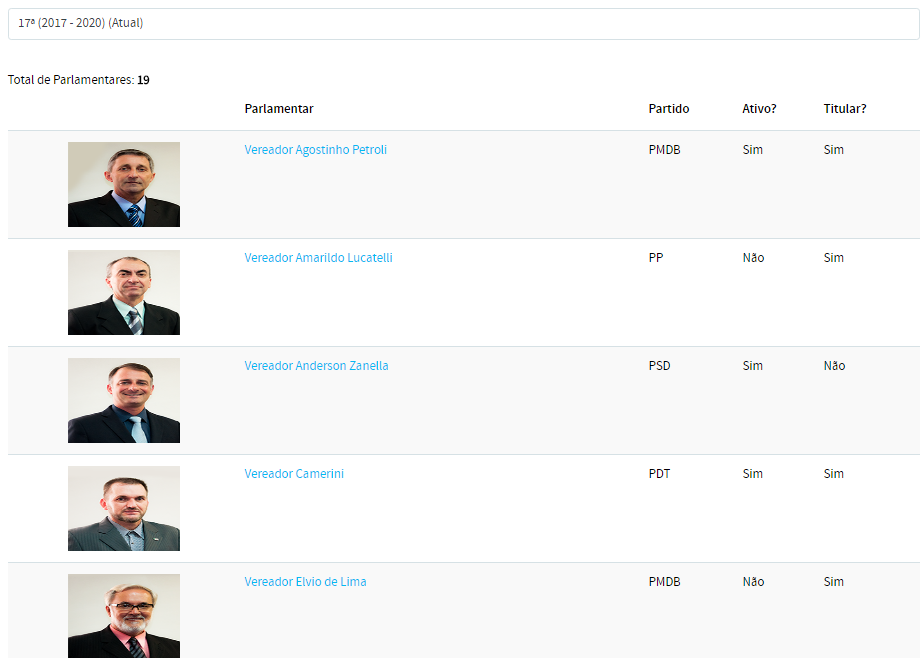 17ª (2017 - 2020) (Atual)
Total de Parlamentares: 19
Parlamentar Partido Ativo? Titular?
Vereador Agostinho Petroli PMDB Sim Sim
Vereador Amarildo Lucatelli PP Não Sim
Vereador Anderson Zanella PSD Sim Não
Vereador Camerini PDT Sim Sim
Vereador Elvio de Lima PMDB Não Sim